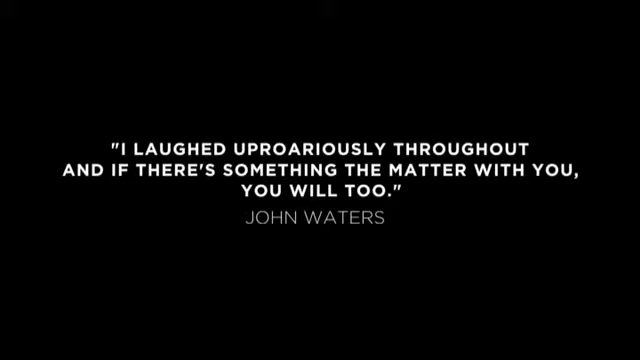 "I LAUGHED UPROARIOUSLY THROUGHOUT
AND IF THERE'S SOMETHING THE MATTER WITH YOU,
YOU WILL TOO."
JOHN WATERS